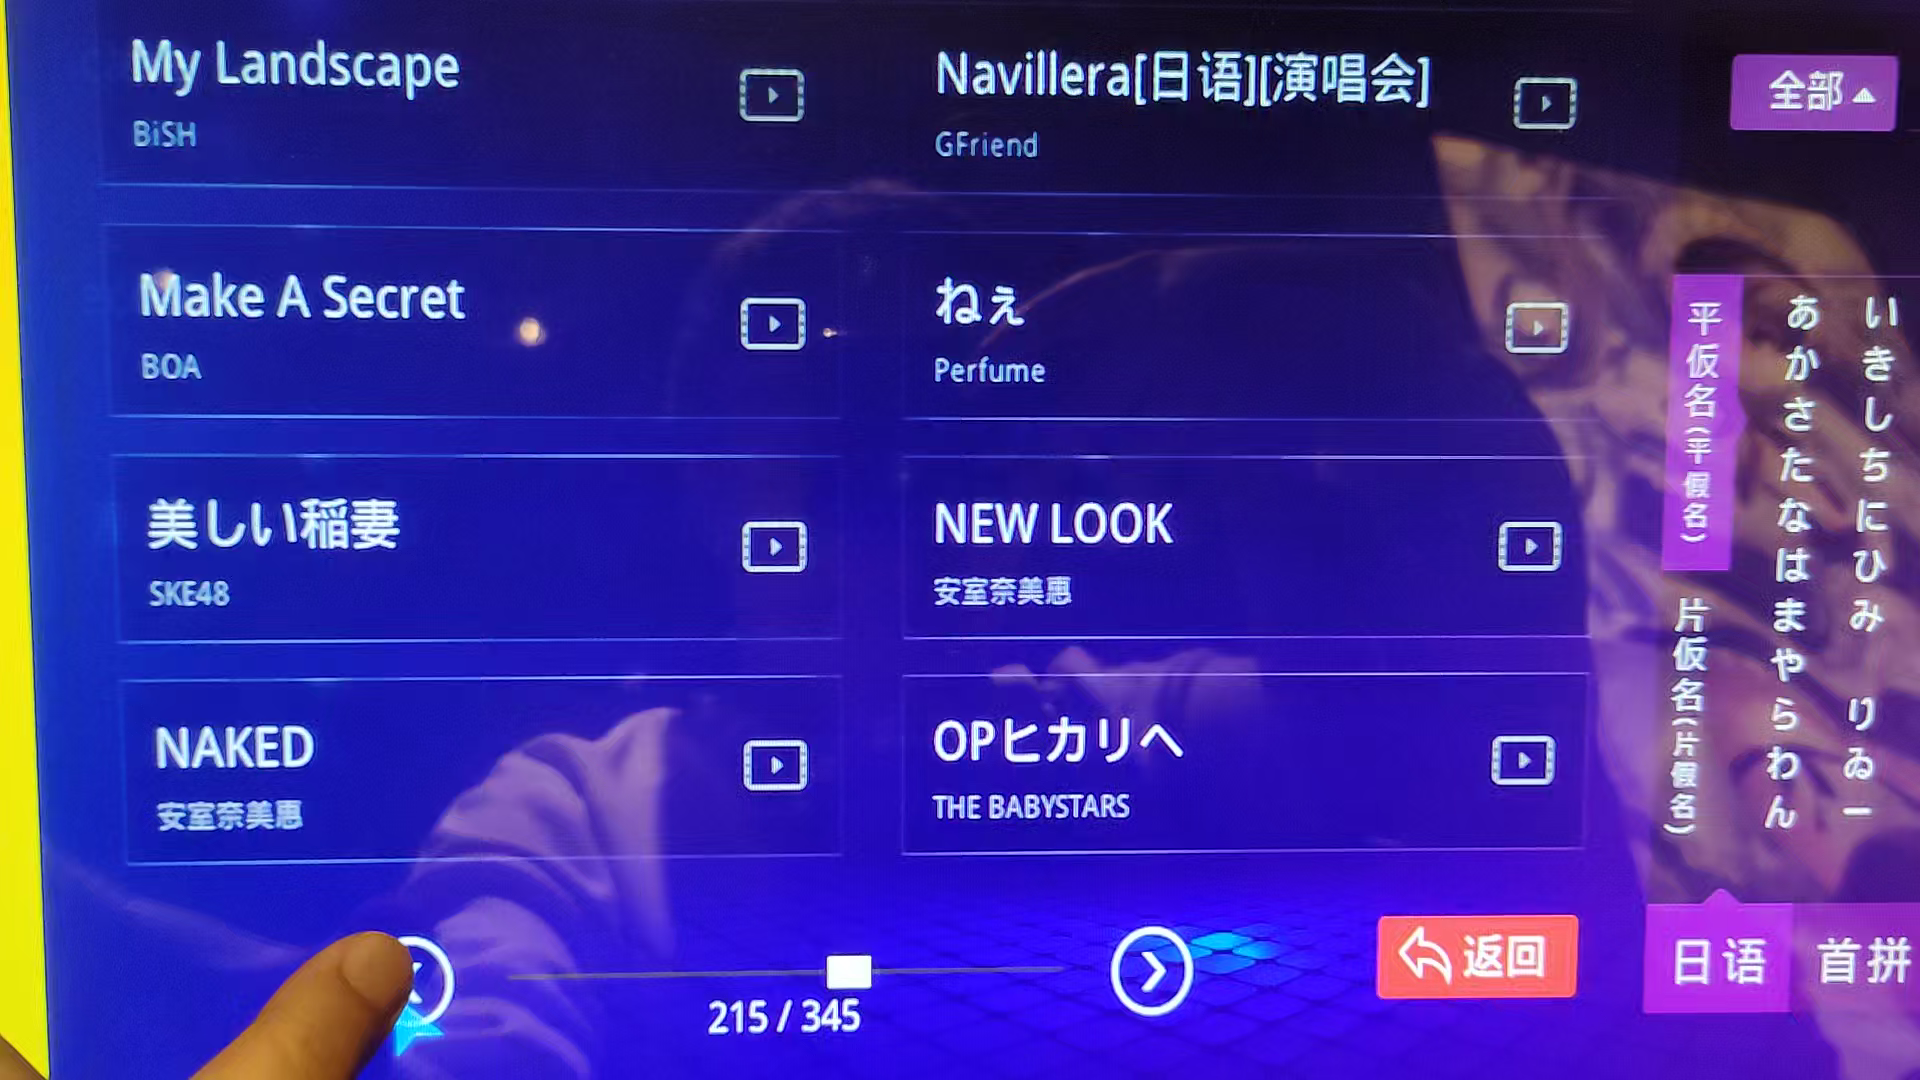 My Landscape
BiSH
Navillera[日语][演唱会]
GFriend
全部
Make A Secret
BOA
ねぇ
Perfume
美しい稲妻
SKE48
NEW LOOK
安室奈美恵
NAKED
安室奈美恵
OPヒカリへ
THE BABYSTARS
平仮名(平假名)
片仮名(片假名)
あかさたなはまやらわん
いきしちにひみ りゐー
215 / 345
返回
日语
首拼